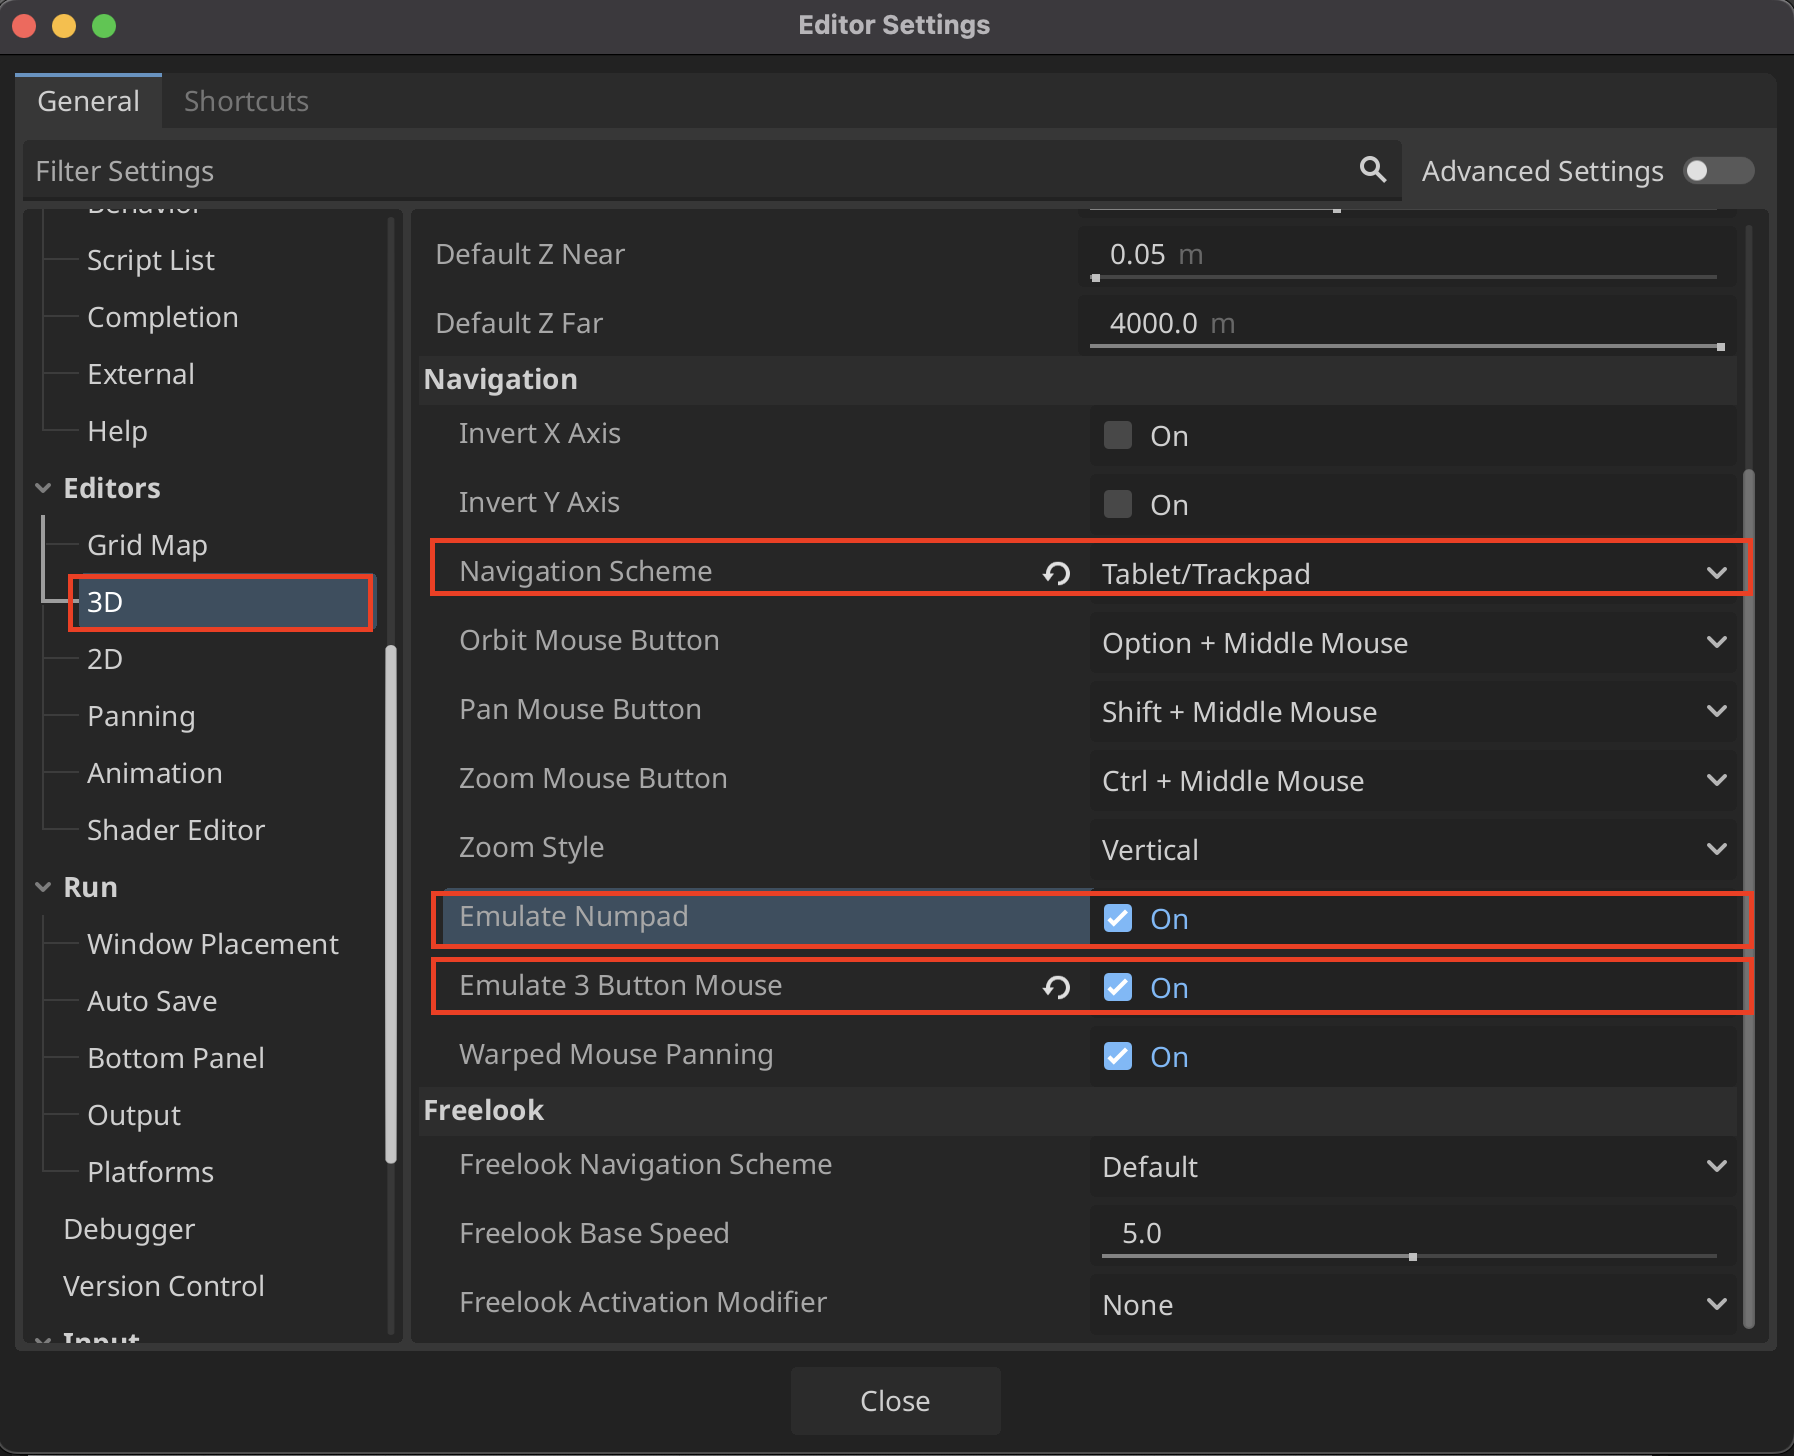 Editor Settings
General
Shortcuts
Filter Settings
Advanced Settings
Behavior
Script List
Completion
External
Help
Editors
Grid Map
3D
2D
Panning
Animation
Shader Editor
Run
Window Placement
Auto Save
Bottom Panel
Output
Platforms
Debugger
Version Control
Input
Default Z Near 0.05 m
Default Z Far 4000.0 m
Navigation
Invert X Axis On
Invert Y Axis On
Navigation Scheme Tablet/Trackpad
Orbit Mouse Button Option + Middle Mouse
Pan Mouse Button Shift + Middle Mouse
Zoom Mouse Button Ctrl + Middle Mouse
Zoom Style Vertical
Emulate Numpad On
Emulate 3 Button Mouse On
Warped Mouse Panning On
Freelook
Freelook Navigation Scheme Default
Freelook Base Speed 5.0
Freelook Activation Modifier None
Close